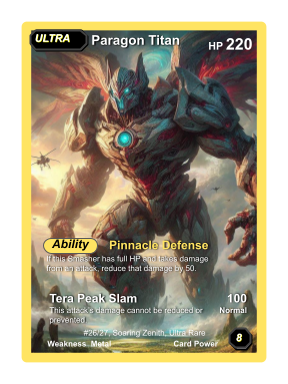 ULTRA
Paragon Titan
HP 220
Ability
Pinnacle Defense
If this Smasher has full HP and takes damage
from an attack, reduce that damage by 50.
Tera Peak Slam
100
This attack's damage cannot be reduced or
prevented.
Normal
#26/27, Soaring Zenith, Ultra Rare
Weakness: Metal
Card Power
8